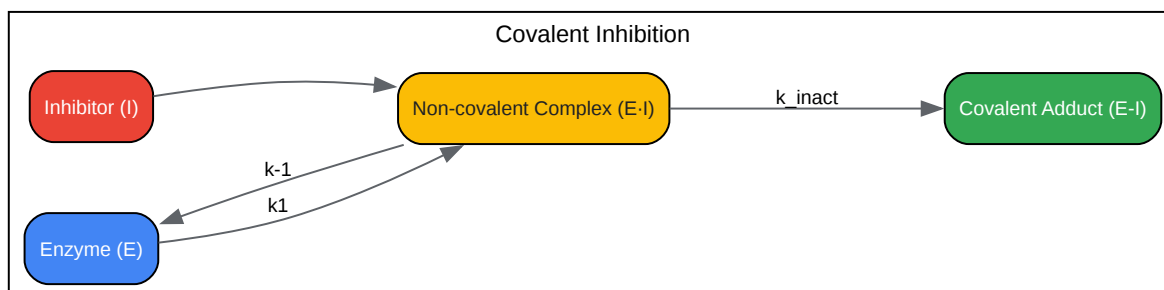 Covalent Inhibition
Inhibitor (I)
Non-covalent Complex (E·I)
k_inact
Covalent Adduct (E-I)
k-1
k1
Enzyme (E)